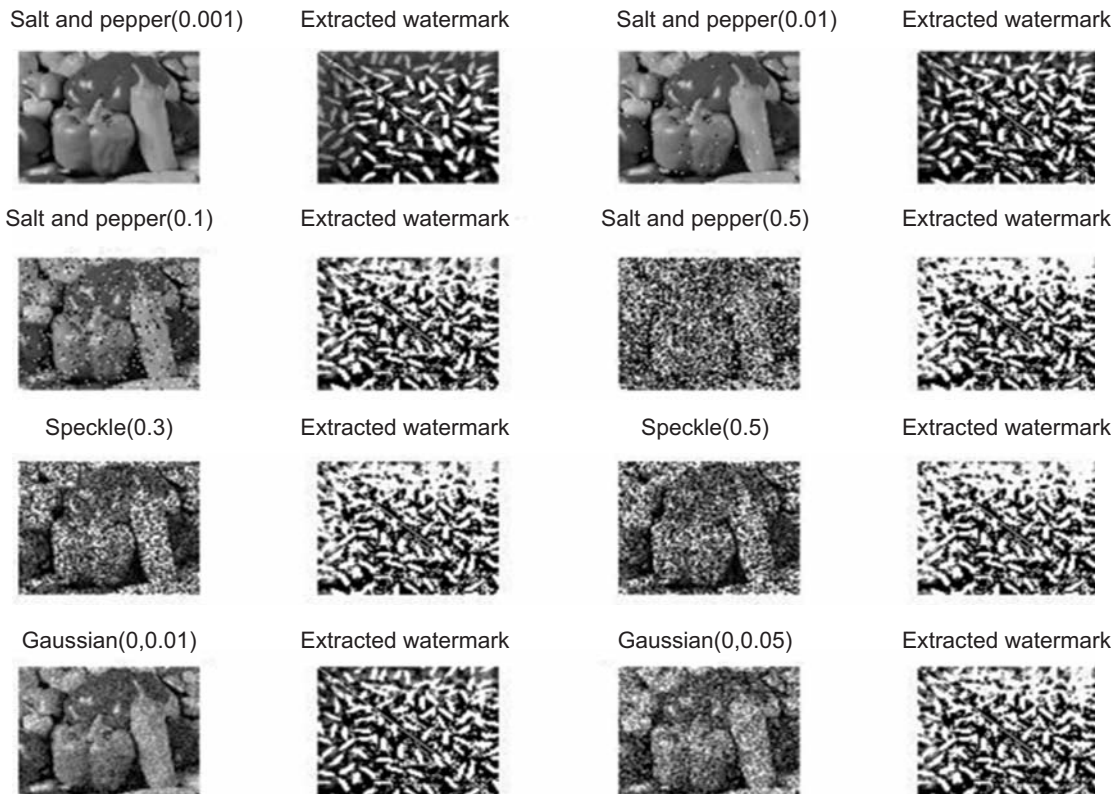 Salt and pepper(0.001) Extracted watermark Salt and pepper(0.01) Extracted watermark
Salt and pepper(0.1) Extracted watermark Salt and pepper(0.5) Extracted watermark
Speckle(0.3) Extracted watermark Speckle(0.5) Extracted watermark
Gaussian(0,0.01) Extracted watermark Gaussian(0,0.05) Extracted watermark